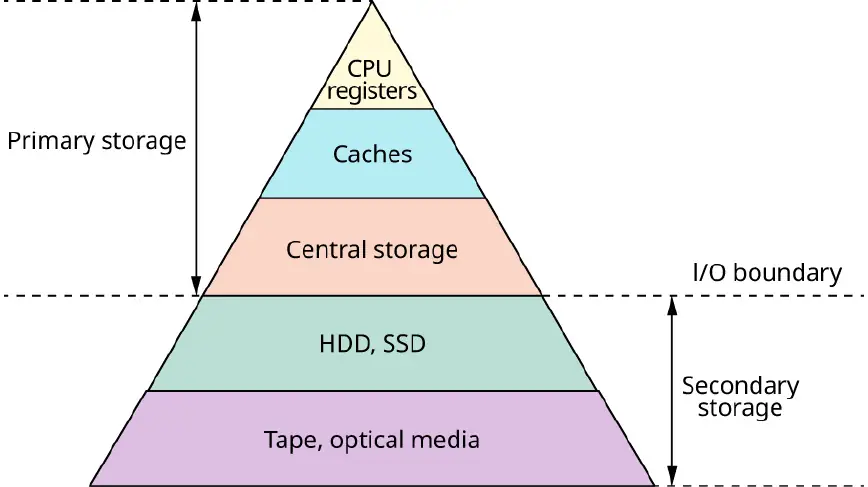 CPU
registers
Primary storage
Caches
Central storage
I/O boundary
HDD, SSD
Secondary
storage
Tape, optical media